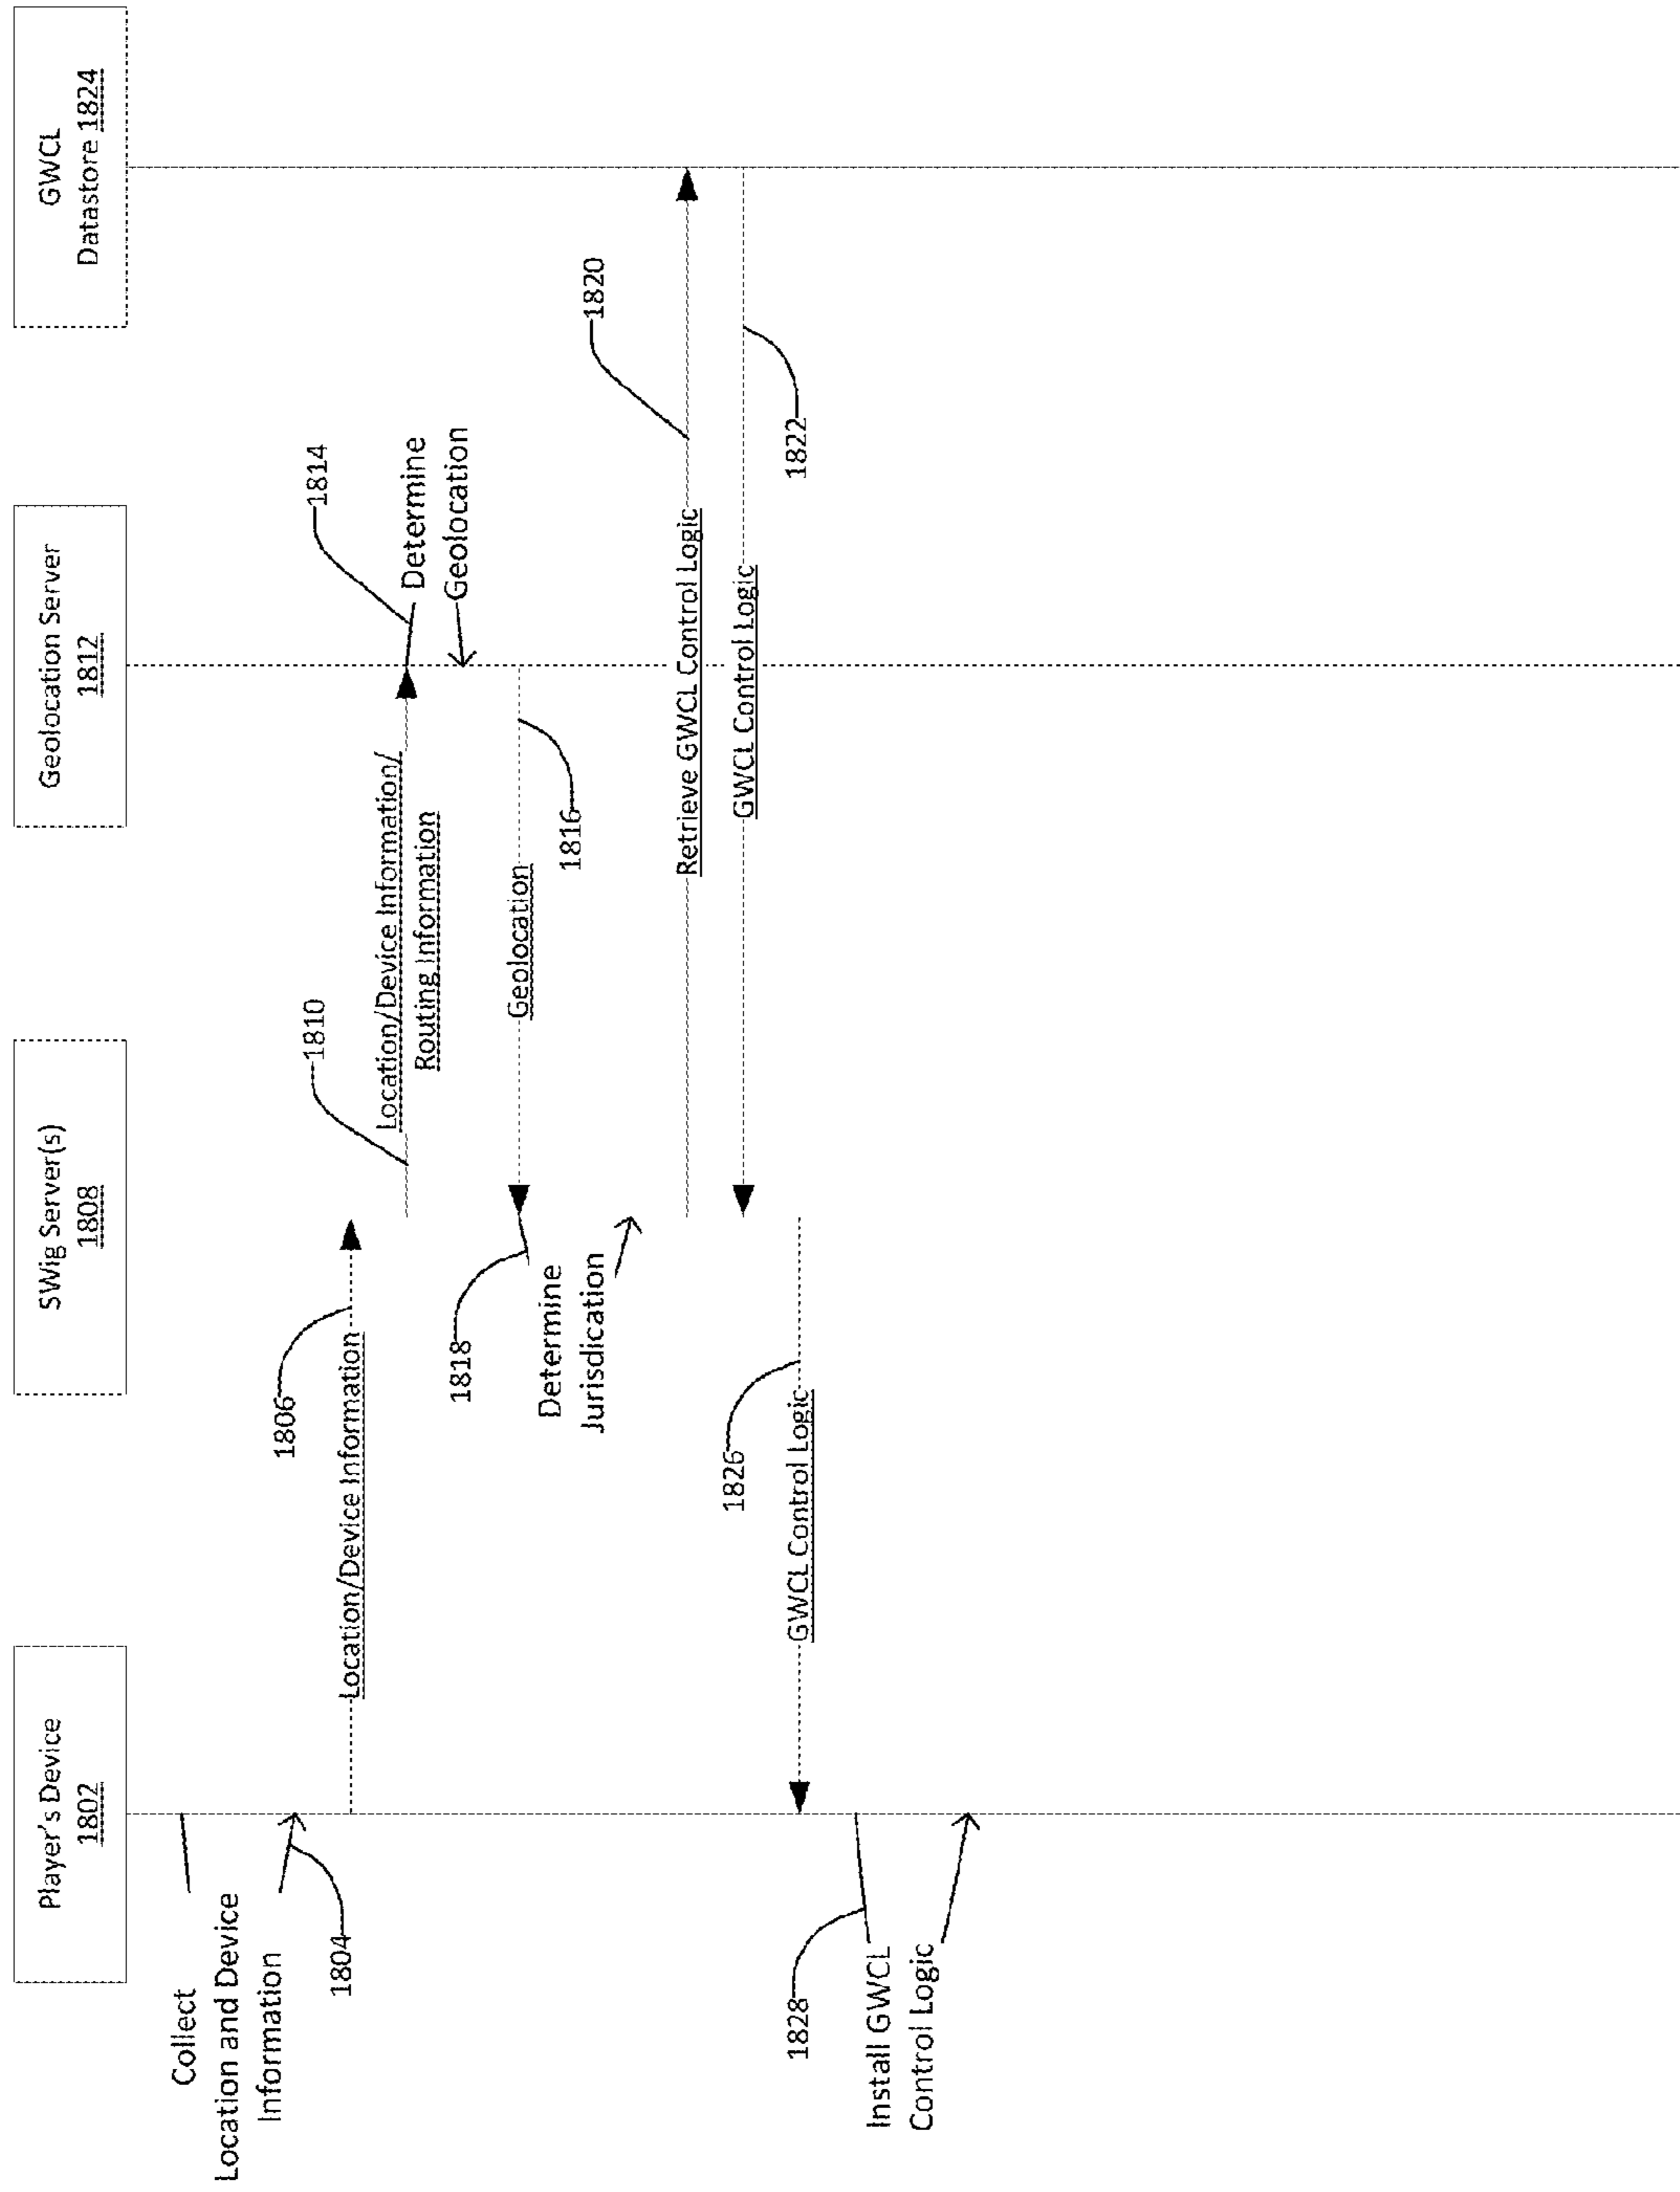 Player's Device
1802
SWig Server(s)
1808
Geolocation Server
1812
GWCL
Datastore 1824
Collect
Location and Device
Information
1804
1806
Location/Device Information
1810
Location/Device Information/
Routing Information
1814
Determine
Geolocation
Geolocation
1816
1818
Determine
Jurisdication
1820
Retrieve GWCL Control Logic
GWCL Control Logic
1822
1826
GWCL Control Logic
1828
Install GWCL
Control Logic